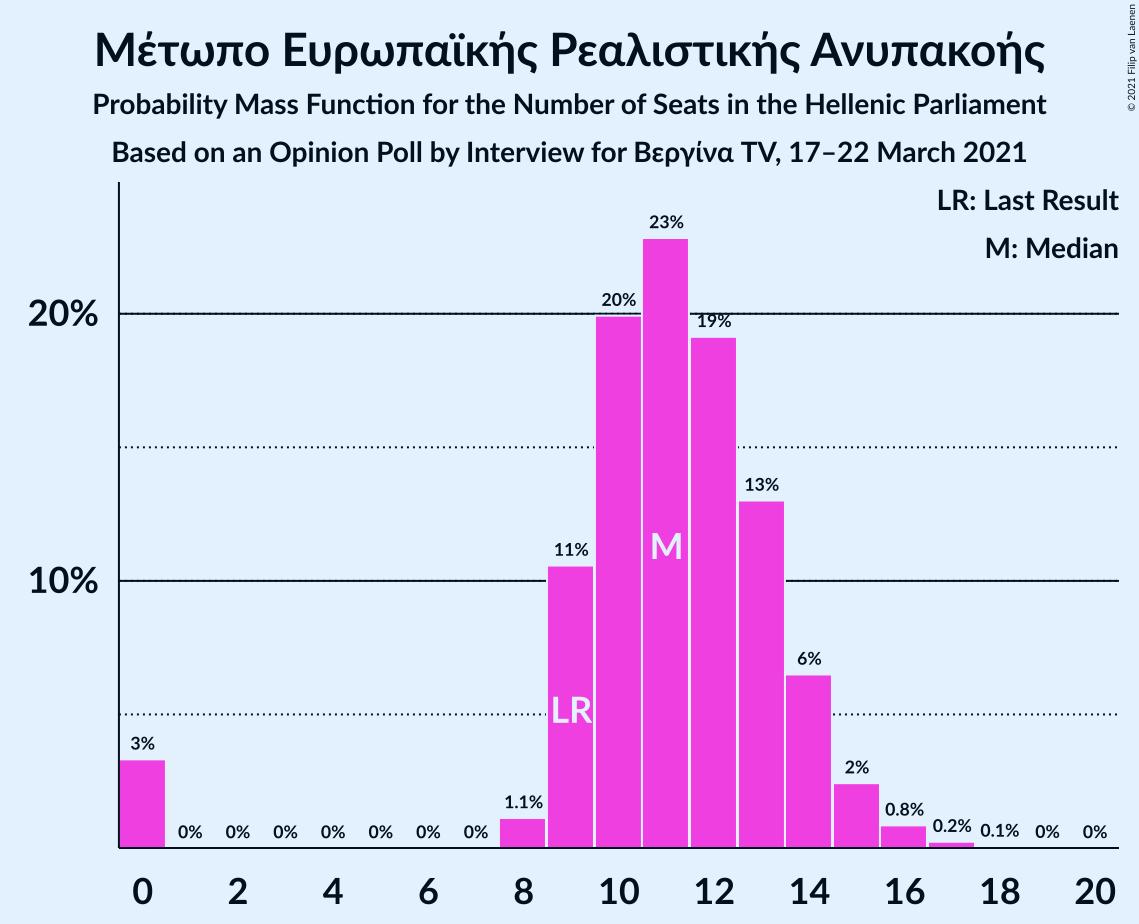 Μέτωπο Ευρωπαϊκής Ρεαλιστικής Ανυπακοής
Probability Mass Function for the Number of Seats in the Hellenic Parliament
Based on an Opinion Poll by Interview for Βεργίνα TV, 17–22 March 2021
© 2021 Filip van Laenen
LR: Last Result
M: Median
20%
10%
3%
0%
0%
0%
0%
0%
0%
0%
1.1%
11%
20%
23%
19%
13%
6%
2%
0.8%
0.2%
0.1%
0%
0%
LR
M
0 2 4 6 8 10 12 14 16 18 20